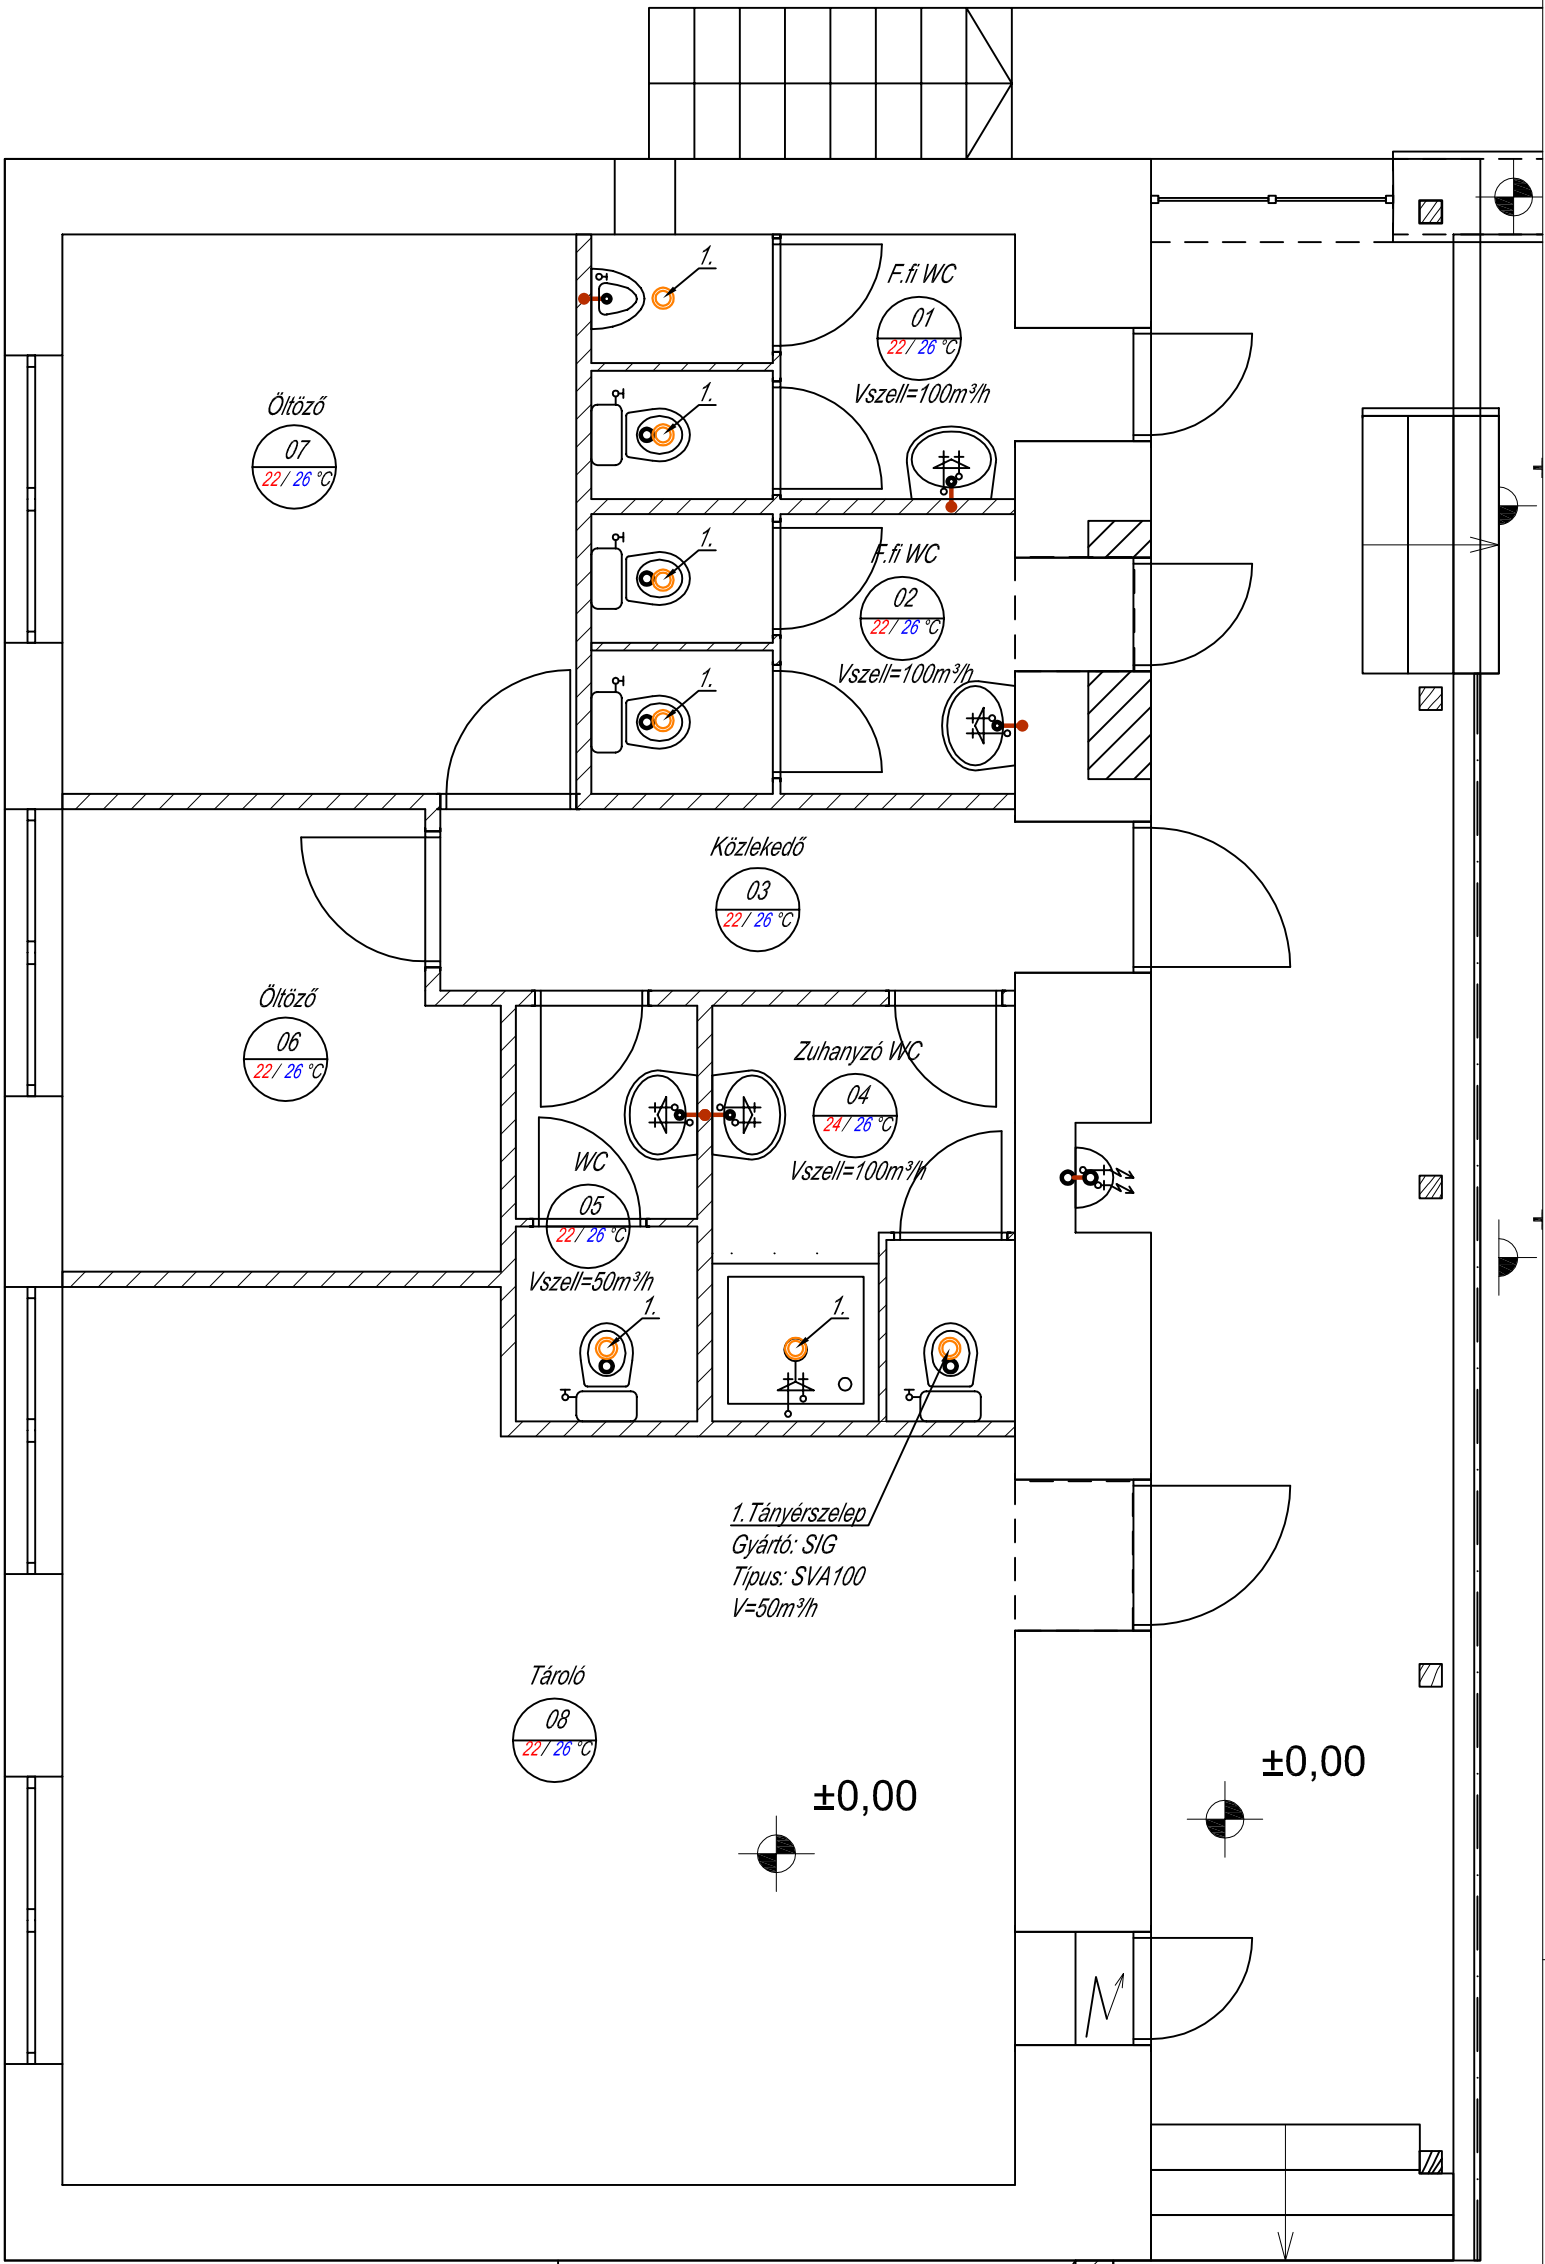 1.
F.fi WC
01
22/ 26 °C
Vszell=100m³/h
1.
Öltöző
07
22/ 26 °C
1.
F.fi WC
02
22/ 26 °C
Vszell=100m³/h
1.
Közlekedő
03
22/ 26 °C
Öltöző
06
22/ 26 °C
Zuhanyzó WC
04
24/ 26 °C
Vszell=100m³/h
WC
05
22/ 26 °C
Vszell=50m³/h
1.
1.
1.Tányérszelep
Gyártó: SIG
Típus: SVA100
V=50m³/h
Tároló
08
22/ 26 °C
±0,00
±0,00